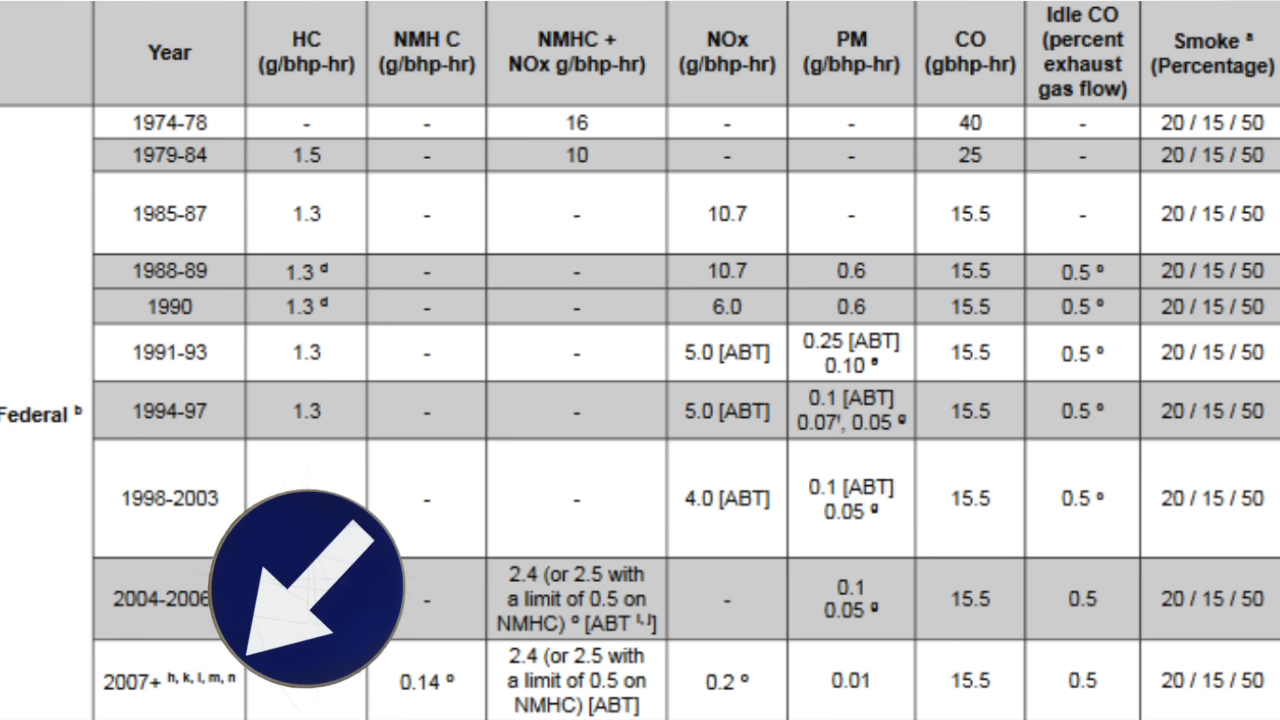 Year HC (g/bhp-hr) NMH C (g/bhp-hr) NMHC + NOx g/bhp-hr) NOx (g/bhp-hr) PM (g/bhp-hr) CO (gbhp-hr) Idle CO (percent exhaust gas flow) Smoke ª (Percentage)
1974-78 - - 16 - - 40 - 20 / 15 / 50
1979-84 1.5 - 10 - - 25 - 20 / 15 / 50
1985-87 1.3 - - 10.7 - 15.5 - 20 / 15 / 50
1988-89 1.3 d - - 10.7 0.6 15.5 0.5 º 20 / 15 / 50
1990 1.3 d - - 6.0 0.6 15.5 0.5 º 20 / 15 / 50
1991-93 1.3 - - 5.0 [ABT] 0.25 [ABT] 0.10 e 15.5 0.5 º 20 / 15 / 50
Federal b
1994-97 1.3 - - 5.0 [ABT] 0.1 [ABT] 0.07f, 0.05 g 15.5 0.5 º 20 / 15 / 50
1998-2003 - - 4.0 [ABT] 0.1 [ABT] 0.05 g 15.5 0.5 º 20 / 15 / 50
2004-2006 - 2.4 (or 2.5 with a limit of 0.5 on NMHC) º [ABT i, j] - 0.1 0.05 g 15.5 0.5 20 / 15 / 50
2007+ h, k, l, m, n 0.14 º 2.4 (or 2.5 with a limit of 0.5 on NMHC) [ABT] 0.2 º 0.01 15.5 0.5 20 / 15 / 50